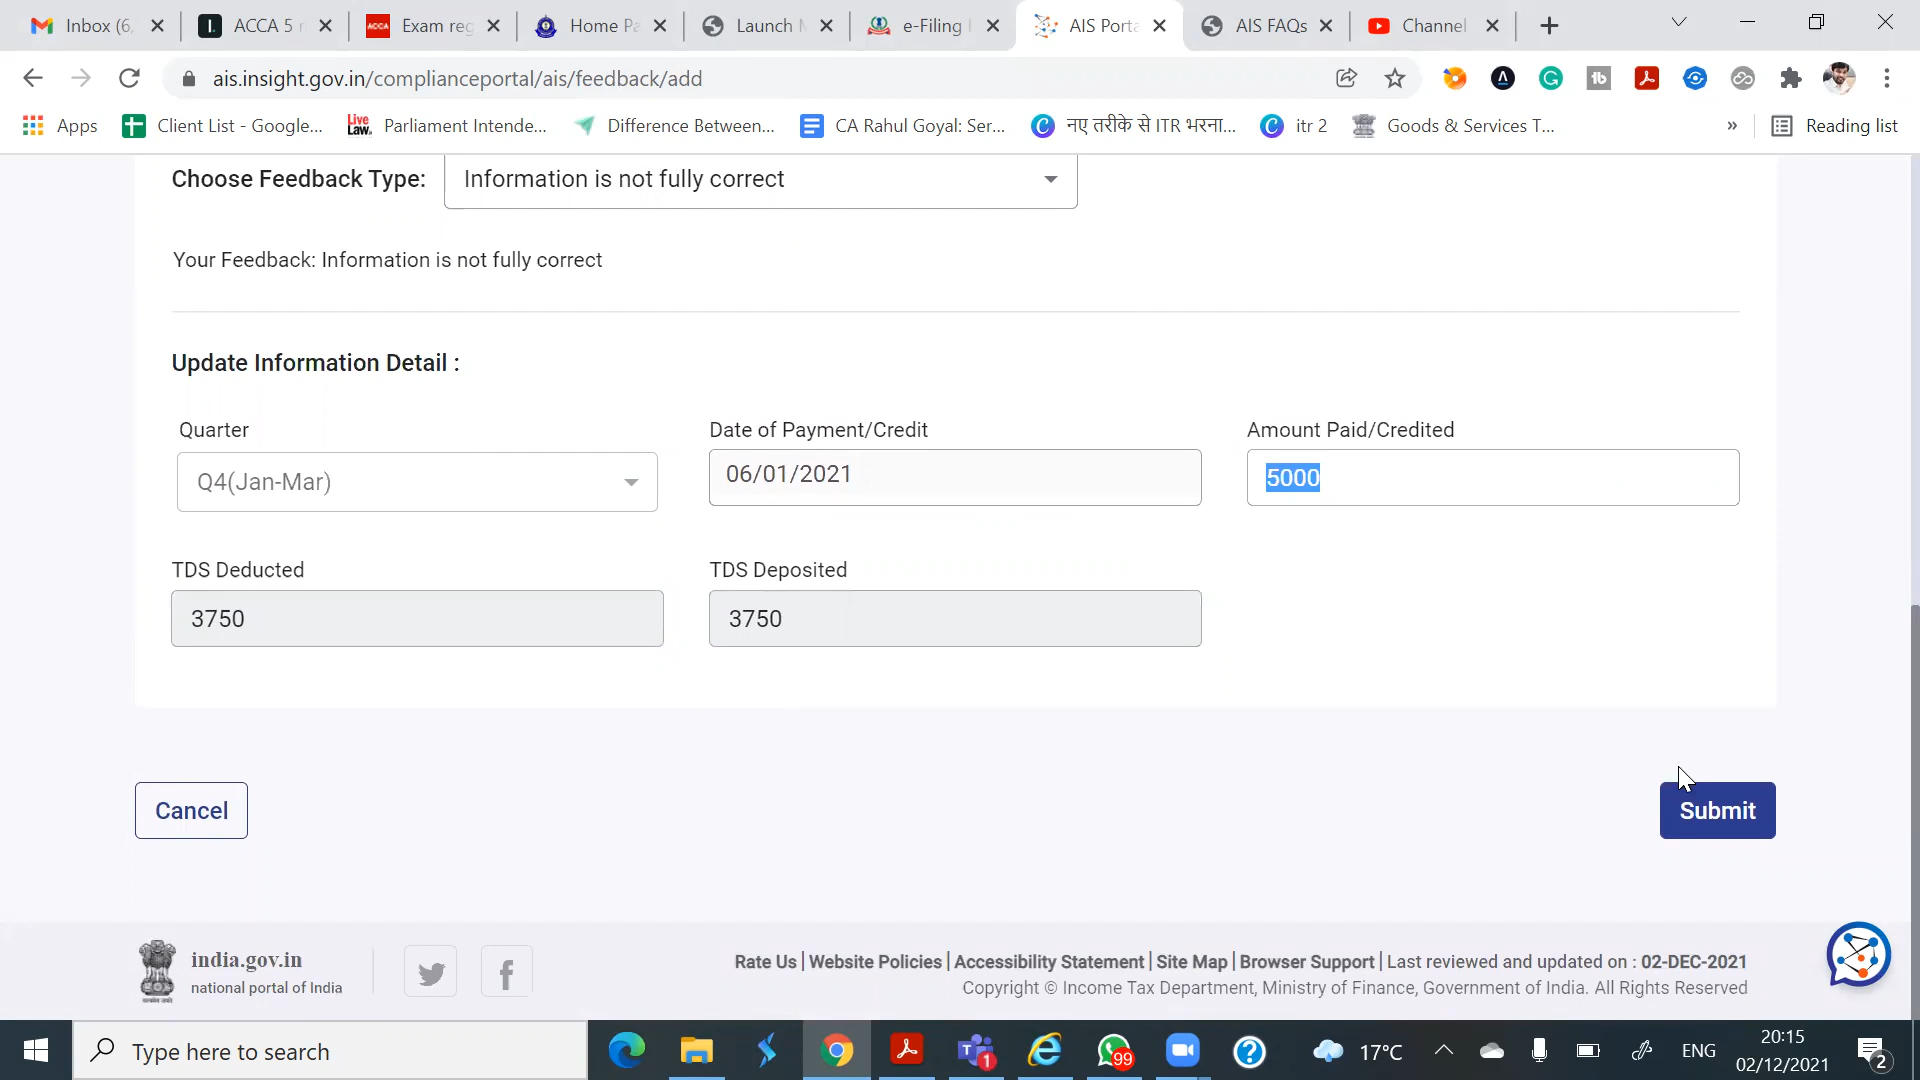 Inbox (6,
ACCA 5 r
Exam reg
Home Pa
Launch M
e-Filing
AIS Porta
AIS FAQs
Channel
ais.insight.gov.in/complianceportal/ais/feedback/add
Apps
Client List - Google...
Live Law.
Parliament Intende...
Difference Between...
CA Rahul Goyal: Ser...
नए तरीके से ITR भरना...
itr 2
Goods & Services T...
»
Reading list
Choose Feedback Type:
Information is not fully correct
Your Feedback: Information is not fully correct
Update Information Detail :
Quarter
Date of Payment/Credit
Amount Paid/Credited
Q4(Jan-Mar)
06/01/2021
5000
TDS Deducted
TDS Deposited
3750
3750
Cancel
Submit
india.gov.in
national portal of India
Rate Us | Website Policies | Accessibility Statement | Site Map | Browser Support | Last reviewed and updated on : 02-DEC-2021
Copyright © Income Tax Department, Ministry of Finance, Government of India. All Rights Reserved
Type here to search
1
99
17°C
ENG
20:15
02/12/2021
2